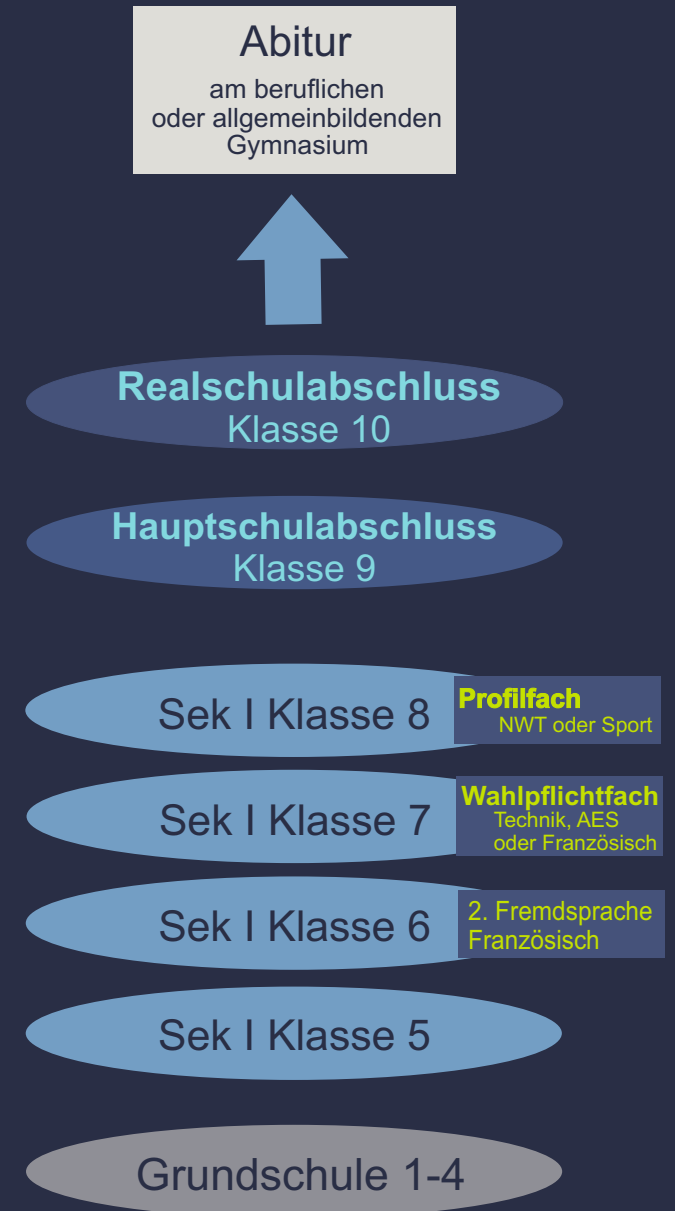 Abitur
am beruflichen
oder allgemeinbildenden
Gymnasium
Realschulabschluss
Klasse 10
Hauptschulabschluss
Klasse 9
Sek I Klasse 8
Profilfach
NWT oder Sport
Sek I Klasse 7
Wahlpflichtfach
Technik, AES
oder Französisch
Sek I Klasse 6
2. Fremdsprache
Französisch
Sek I Klasse 5
Grundschule 1-4